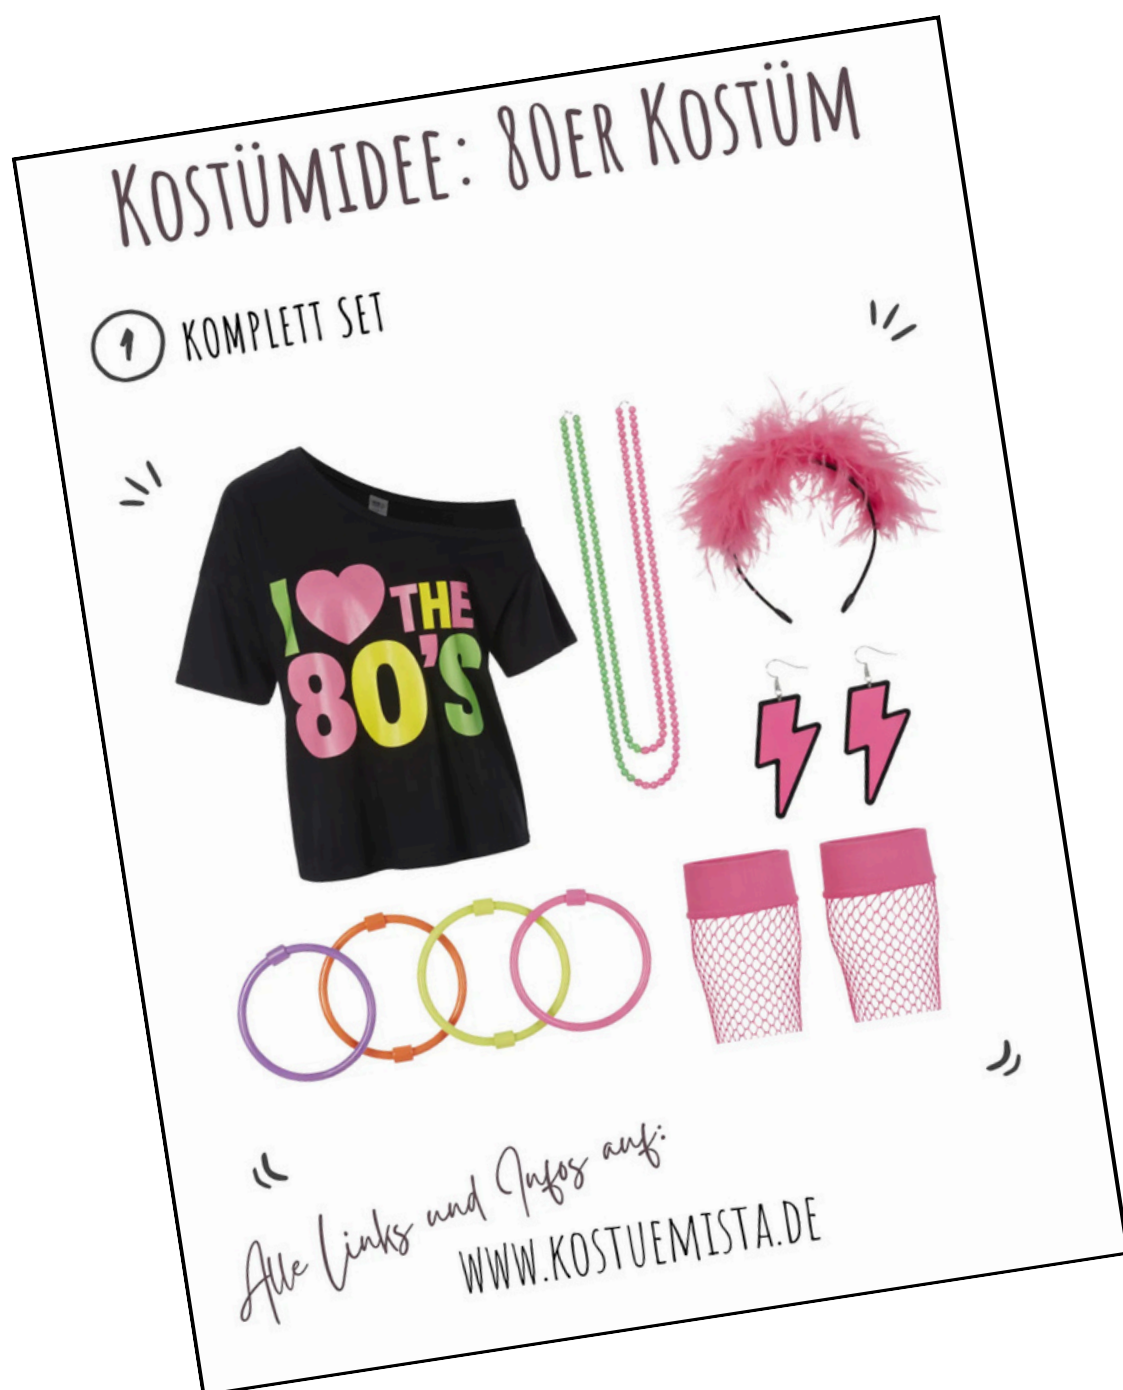 KOSTÜMIDEE: 80ER KOSTÜM
1 KOMPLETT SET
I THE
80'S
Alle Links und Infos auf:
WWW.KOSTUEMISTA.DE